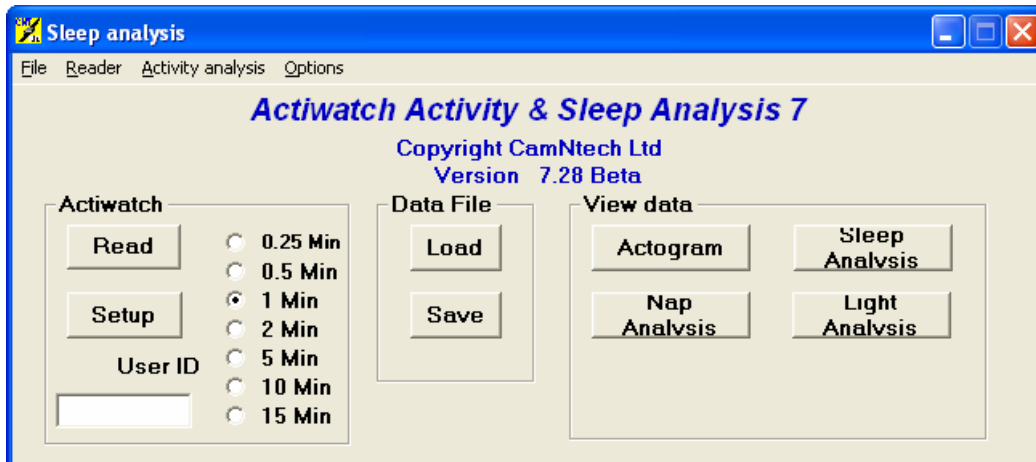 Sleep analysis
File Reader Activity analysis Options
Actiwatch Activity & Sleep Analysis 7
Copyright CamNtech Ltd
Version 7.28 Beta
Actiwatch
Read
Setup
User ID
0.25 Min
0.5 Min
1 Min
2 Min
5 Min
10 Min
15 Min
Data File
Load
Save
View data
Actogram
Sleep
Analysis
Nap
Analysis
Light
Analysis